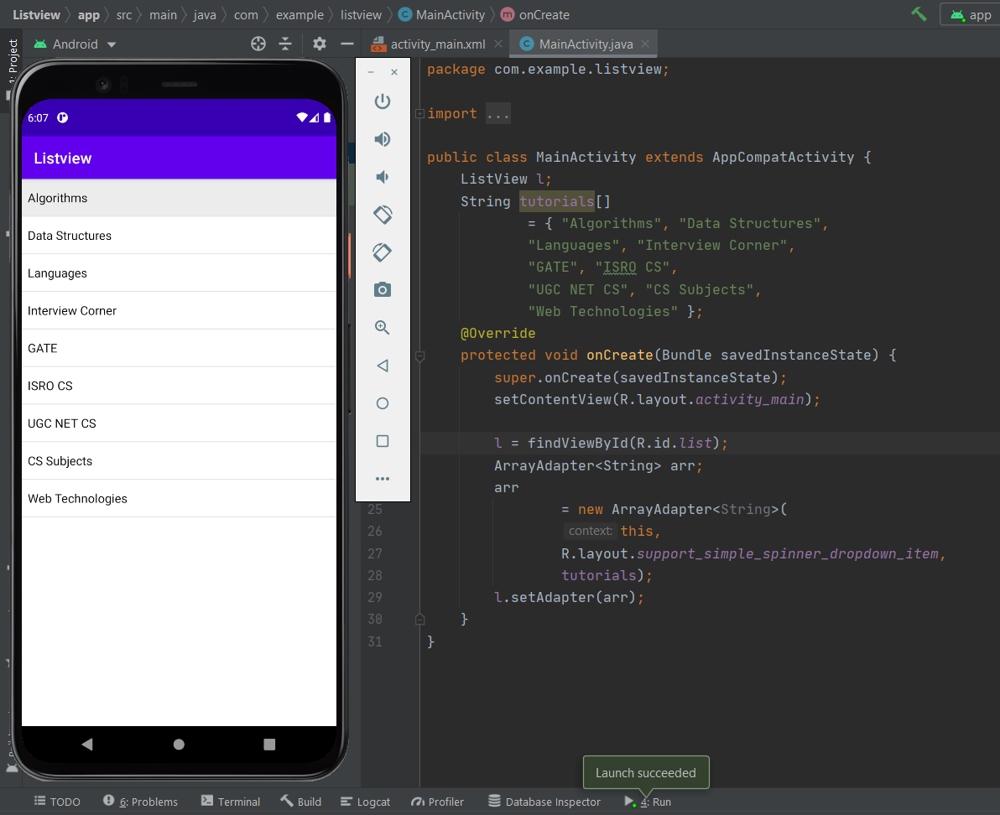 Listview app src main java com example listview C MainActivity m onCreate app
1: Project Android activity_main.xml C MainActivity.java
6:07
Listview
Algorithms
Data Structures
Languages
Interview Corner
GATE
ISRO CS
UGC NET CS
CS Subjects
Web Technologies
package com.example.listview;
import ...
public class MainActivity extends AppCompatActivity {
ListView l;
String tutorials[]
= { "Algorithms", "Data Structures",
"Languages", "Interview Corner",
"GATE", "ISRO CS",
"UGC NET CS", "CS Subjects",
"Web Technologies" };
@Override
protected void onCreate(Bundle savedInstanceState) {
super.onCreate(savedInstanceState);
setContentView(R.layout.activity_main);
l = findViewById(R.id.list);
ArrayAdapter<String> arr;
arr
25 = new ArrayAdapter<String>(
26 context: this,
27 R.layout.support_simple_spinner_dropdown_item,
28 tutorials);
29 l.setAdapter(arr);
30 }
31 }
Launch succeeded
TODO 6: Problems Terminal Build Logcat Profiler Database Inspector 4: Run